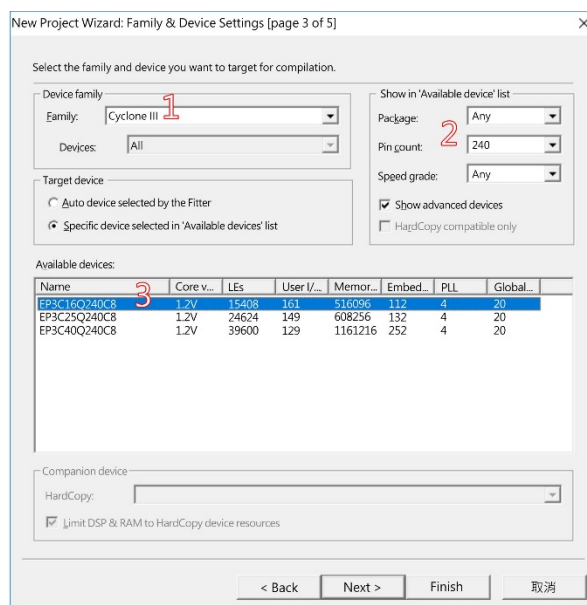 New Project Wizard: Family & Device Settings [page 3 of 5]
Select the family and device you want to target for compilation.
Device family
Family: Cyclone III
1
Devices: All
Show in 'Available device' list
Package: Any
2
Pin count: 240
Speed grade: Any
Show advanced devices
HardCopy compatible only
Target device
Auto device selected by the Fitter
Specific device selected in 'Available devices' list
Available devices:
Name Core v... LEs User I/... Memor... Embed... PLL Global...
3
EP3C16Q240C8 1.2V 15408 161 516096 112 4 20
EP3C25Q240C8 1.2V 24624 149 608256 132 4 20
EP3C40Q240C8 1.2V 39600 129 1161216 252 4 20
Companion device
HardCopy:
Limit DSP & RAM to HardCopy device resources
< Back Next > Finish 取消